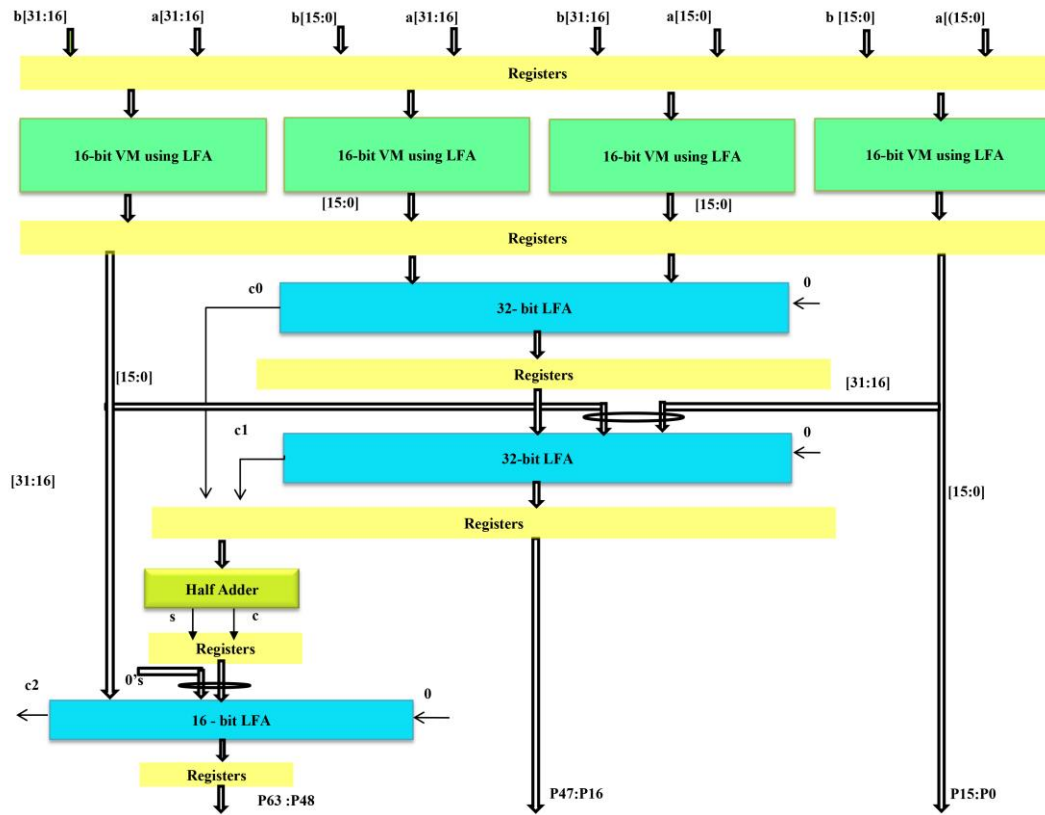 b[31:16]
a[31:16]
b[15:0]
a[31:16]
b[31:16]
a[15:0]
b [15:0]
a[(15:0]
Registers
16-bit VM using LFA
16-bit VM using LFA
16-bit VM using LFA
16-bit VM using LFA
[15:0]
[15:0]
Registers
c0
32- bit LFA
0
[15:0]
Registers
[31:16]
c1
32-bit LFA
0
[31:16]
[15:0]
Registers
Half Adder
s
c
Registers
0's
c2
16 - bit LFA
0
Registers
P63 :P48
P47:P16
P15:P0